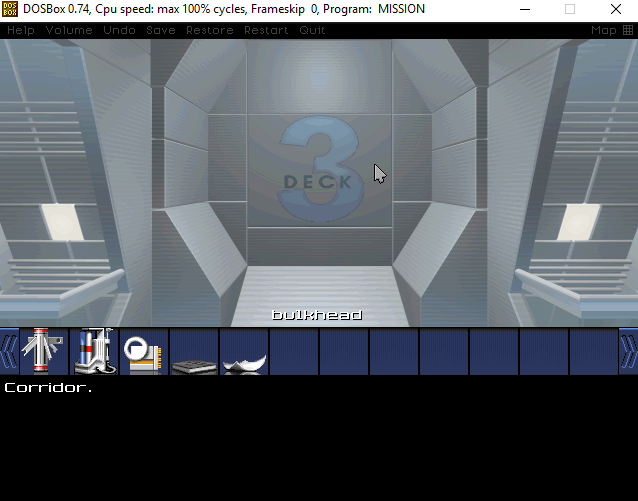 DOSBox 0.74, Cpu speed: max 100% cycles, Frameskip 0, Program: MISSION
Help Volume Undo Save Restore Restart Quit Map
3
DECK
bulkhead
Corridor.